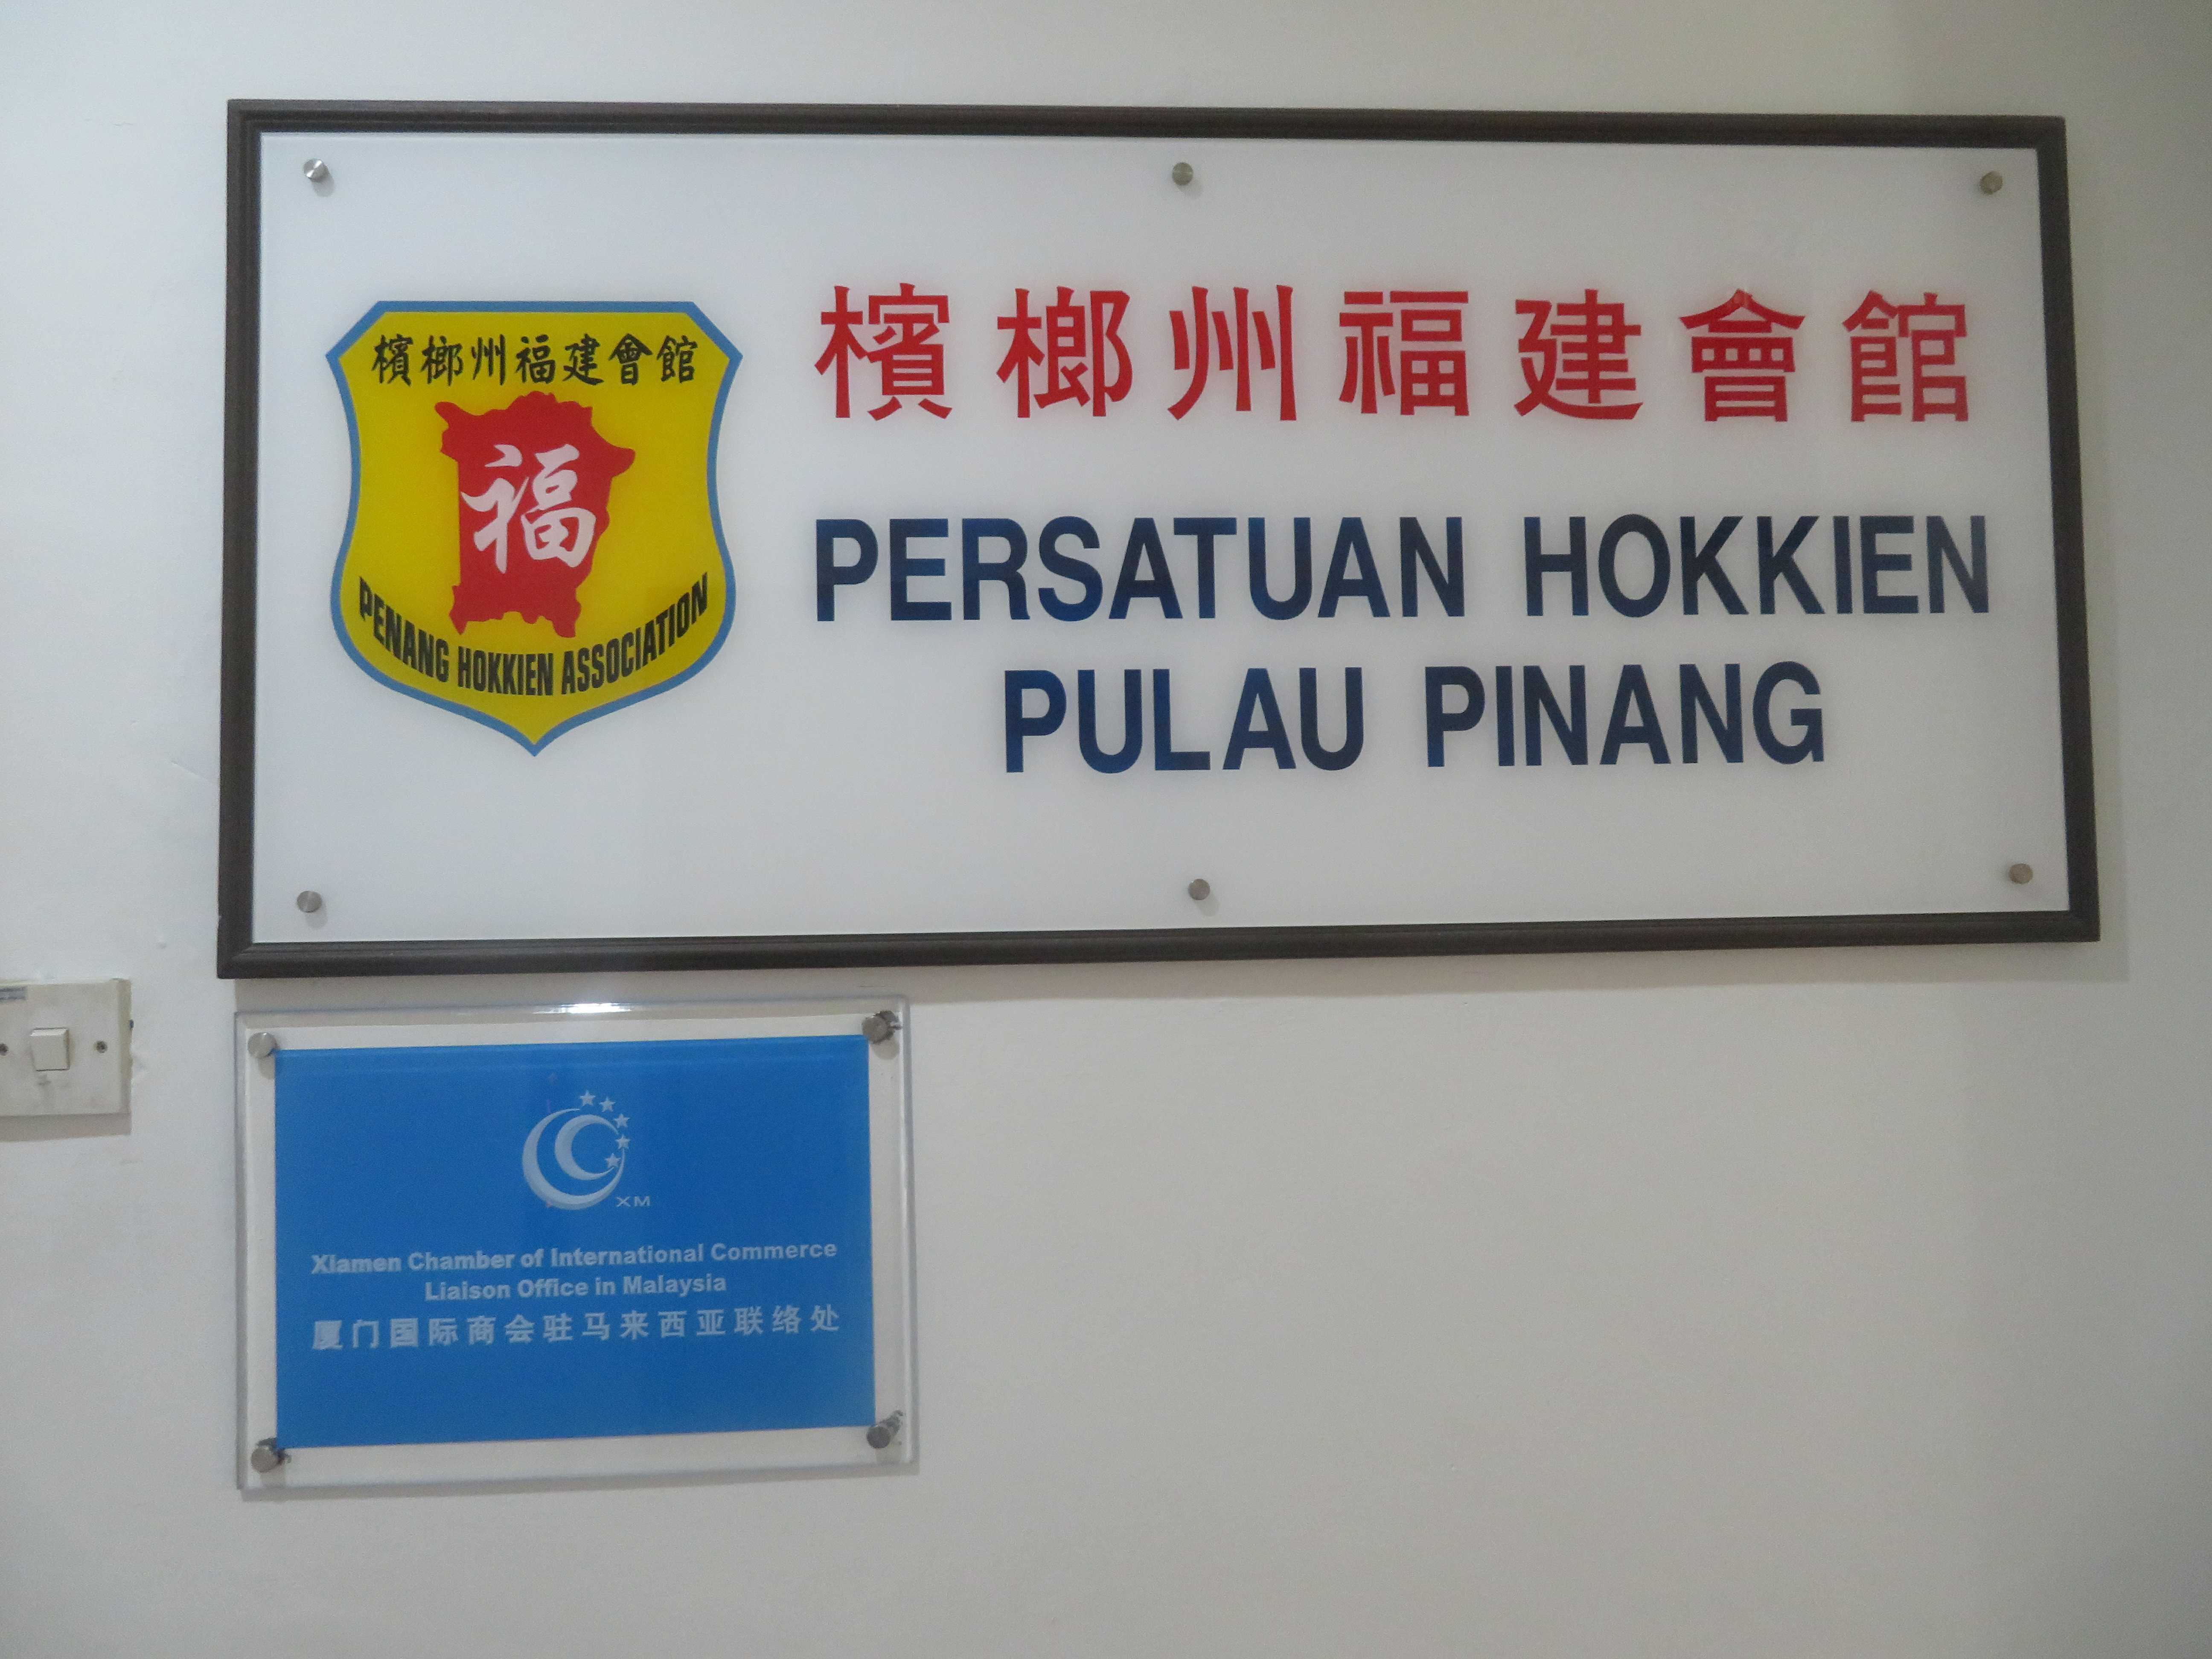 檳榔州福建會館
福
PENANG HOKKIEN ASSOCIATION
檳榔州福建會館
PERSATUAN HOKKIEN
PULAU PINANG
XM
Xiamen Chamber of International Commerce
Liaison Office in Malaysia
厦门国际商会驻马来西亚联络处